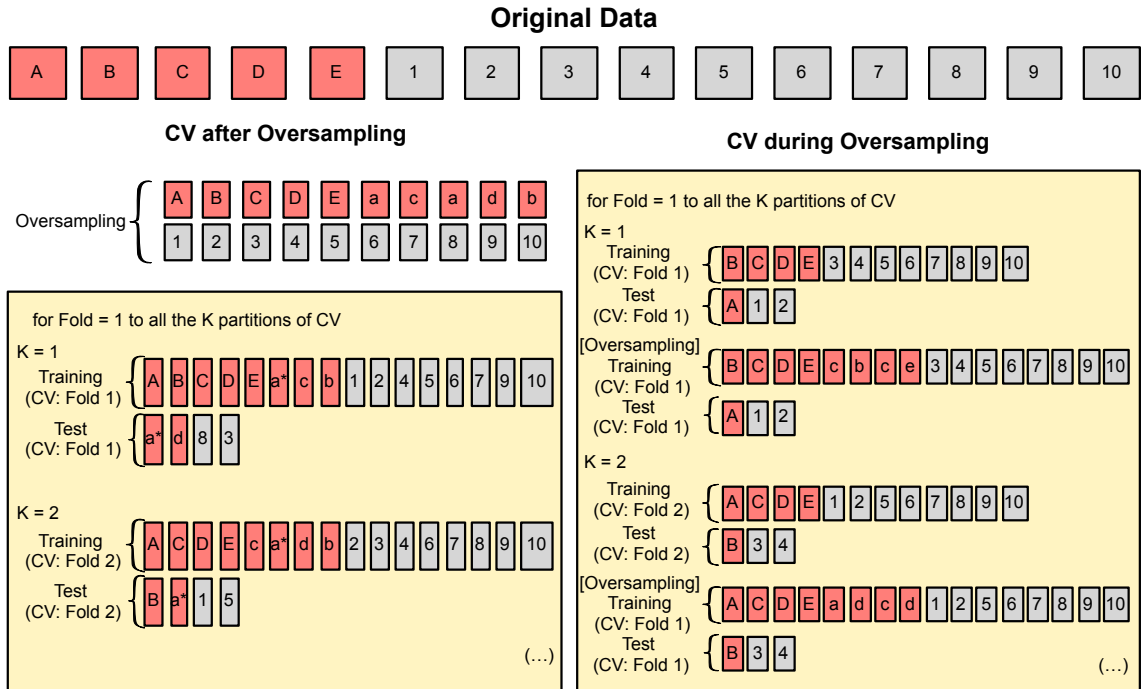 Original Data
A B C D E 1 2 3 4 5 6 7 8 9 10
CV after Oversampling
Oversampling
A B C D E a c a d b
1 2 3 4 5 6 7 8 9 10
for Fold = 1 to all the K partitions of CV
K = 1
Training
(CV: Fold 1)
A B C D E a* c b 1 2 4 5 6 7 9 10
Test
(CV: Fold 1)
a* d 8 3
K = 2
Training
(CV: Fold 2)
A C D E c a* d b 2 3 4 6 7 8 9 10
Test
(CV: Fold 2)
B a* 1 5
(...)
CV during Oversampling
for Fold = 1 to all the K partitions of CV
K = 1
Training
(CV: Fold 1)
B C D E 3 4 5 6 7 8 9 10
Test
(CV: Fold 1)
A 1 2
[Oversampling]
Training
(CV: Fold 1)
B C D E c b c e 3 4 5 6 7 8 9 10
Test
(CV: Fold 1)
A 1 2
K = 2
Training
(CV: Fold 2)
A C D E 1 2 5 6 7 8 9 10
Test
(CV: Fold 2)
B 3 4
[Oversampling]
Training
(CV: Fold 1)
A C D E a d c d 1 2 5 6 7 8 9 10
Test
(CV: Fold 1)
B 3 4
(...)